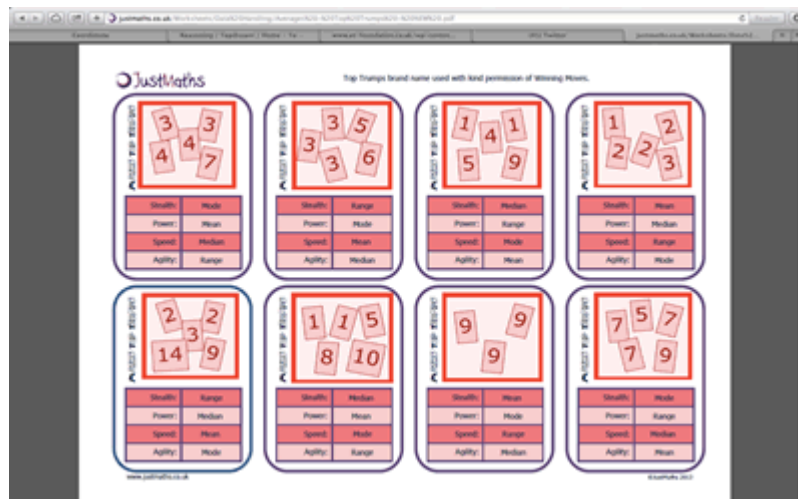 justmaths.co.uk
JustMaths
Top Trumps brand name used with kind permission of Winning Moves.
3 3
4 4 7
3 5
3 3 6
1 4 1
5 9
1 2
2 2 3
Stealth: Mode
Power: Mean
Speed: Median
Agility: Range
Stealth: Range
Power: Mode
Speed: Mean
Agility: Median
Stealth: Median
Power: Range
Speed: Mode
Agility: Mean
Stealth: Mean
Power: Median
Speed: Range
Agility: Mode
2 2
3
14 9
1 1 5
8 10
9 9
9
7 5 7
7 9
Stealth: Range
Power: Median
Speed: Mean
Agility: Mode
Stealth: Median
Power: Mean
Speed: Mode
Agility: Range
Stealth: Mean
Power: Mode
Speed: Range
Agility: Median
Stealth: Mode
Power: Range
Speed: Median
Agility: Mean
www.justmaths.co.uk
©JustMaths 2013